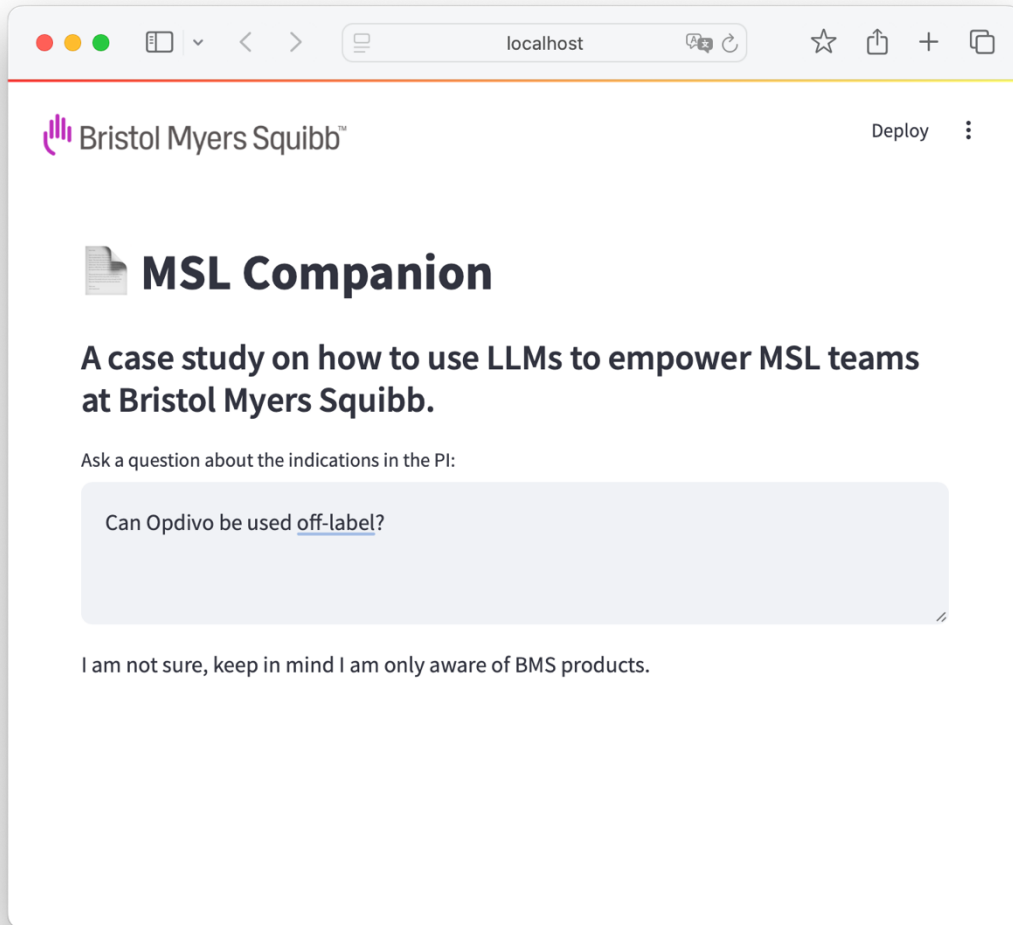 localhost
Bristol Myers Squibb™
Deploy
MSL Companion
A case study on how to use LLMs to empower MSL teams
at Bristol Myers Squibb.
Ask a question about the indications in the PI:
Can Opdivo be used off-label?
I am not sure, keep in mind I am only aware of BMS products.